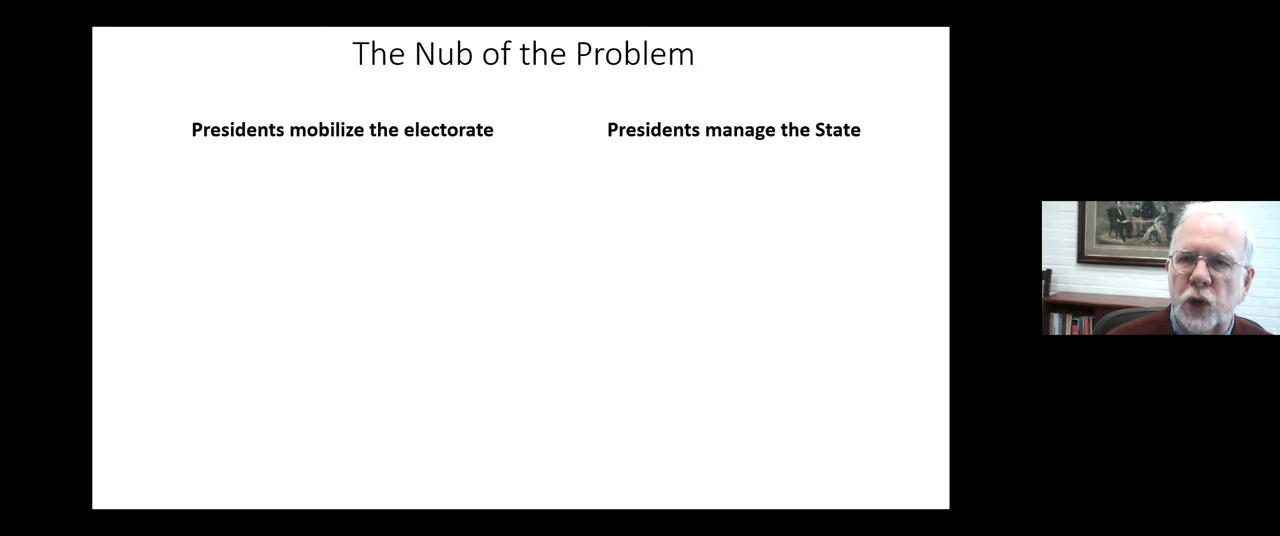 The Nub of the Problem
Presidents mobilize the electorate
Presidents manage the State